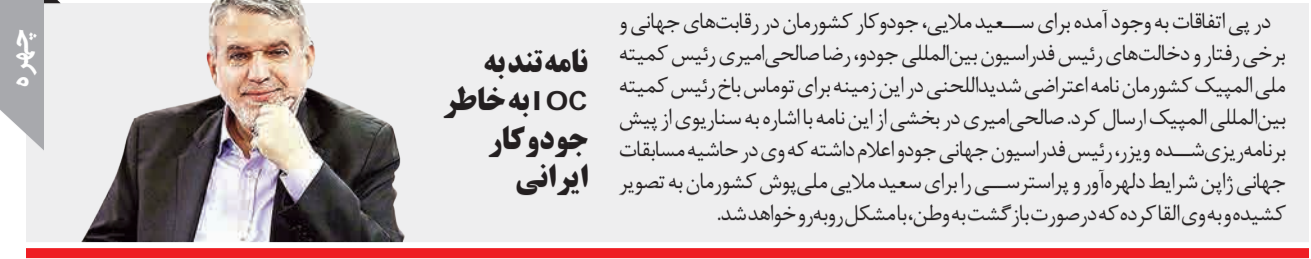 چهره
نامه تند به
IOC به خاطر
جودوکار
ایرانی
در پی اتفاقات به وجود آمده برای ســعید ملایی، جودوکار کشورمان در رقابت‌های جهانی و
برخی رفتار و دخالت‌های رئیس فدراسیون بین‌المللی جودو، رضا صالحی‌امیری رئیس کمیته
ملی المپیک کشورمان نامه اعتراضی شدیداللحنی در این زمینه برای توماس باخ رئیس کمیته
بین‌المللی المپیک ارسال کرد. صالحی‌امیری در بخشی از این نامه با اشاره به سناریوی از پیش
برنامه‌ریزی‌شــده ویزر، رئیس فدراسیون جهانی جودو اعلام داشته که وی در حاشیه مسابقات
جهانی ژاپن شرایط دلهره‌آور و پراسترســی را برای سعید ملایی ملی‌پوش کشورمان به تصویر
کشیده و به وی القا کرده که در صورت بازگشت به وطن، با مشکل روبه‌رو خواهد شد.